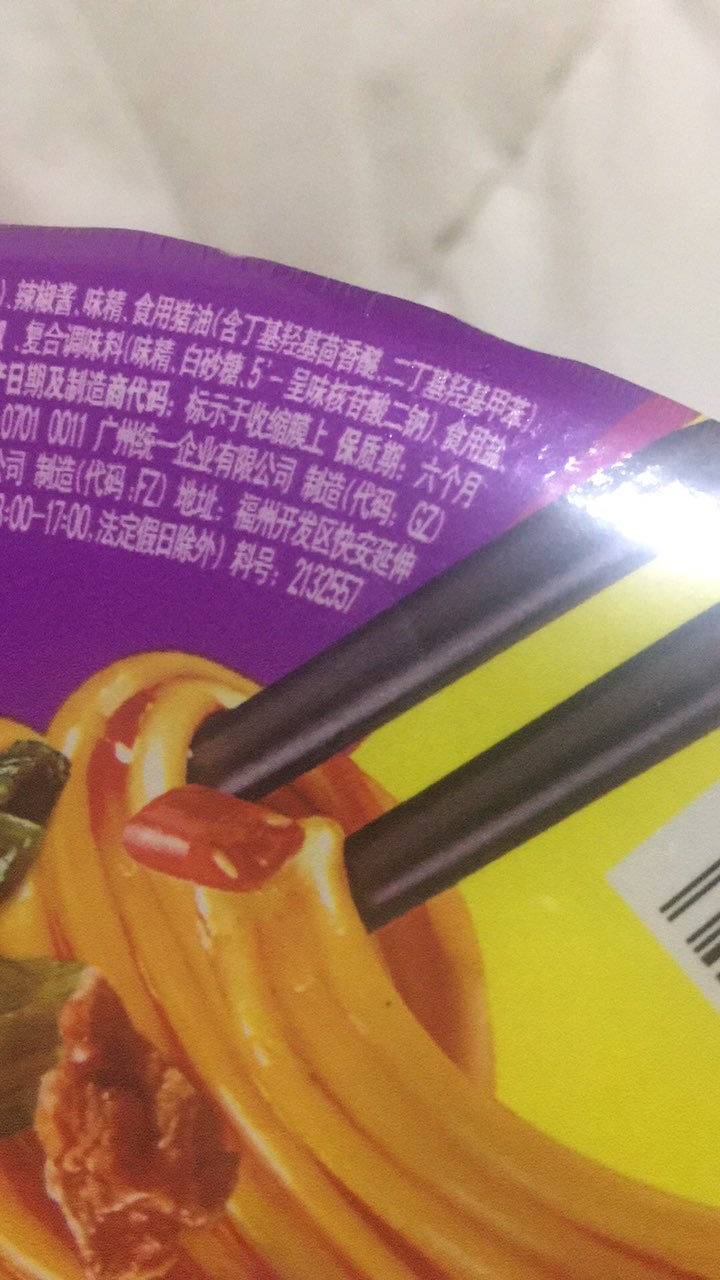 )、辣椒酱、味精、食用猪油(含丁基羟基茴香醚、二丁基羟基甲苯)
、复合调味料(味精、白砂糖、5'-呈味核苷酸二钠)、食用盐
日期及制造商代码:标示于收缩膜上 保质期:六个月
0701 0011 广州统一企业有限公司 制造(代码:GZ)
公司 制造(代码:FZ) 地址:福州开发区快安延伸
:00-17:00,法定假日除外) 料号:2132557